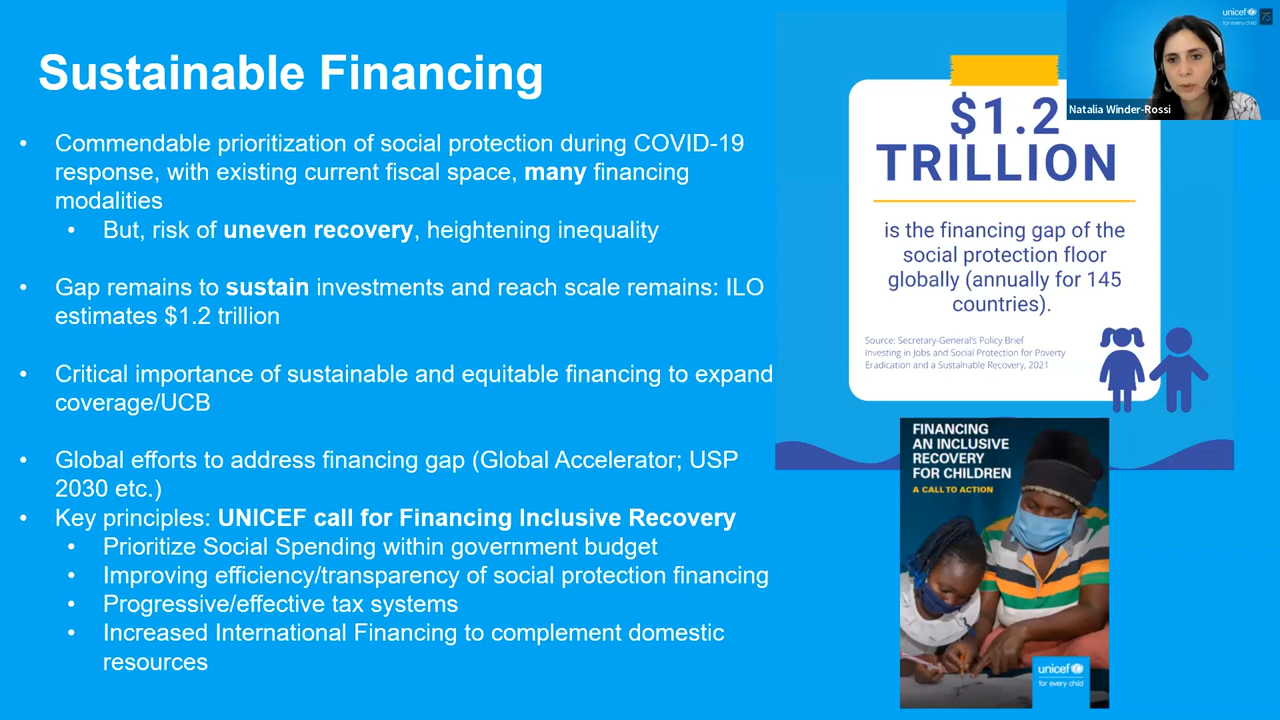 Sustainable Financing
• Commendable prioritization of social protection during COVID-19
response, with existing current fiscal space, many financing
modalities
• But, risk of uneven recovery, heightening inequality
• Gap remains to sustain investments and reach scale remains: ILO
estimates $1.2 trillion
• Critical importance of sustainable and equitable financing to expand
coverage/UCB
• Global efforts to address financing gap (Global Accelerator; USP
2030 etc.)
• Key principles: UNICEF call for Financing Inclusive Recovery
• Prioritize Social Spending within government budget
• Improving efficiency/transparency of social protection financing
• Progressive/effective tax systems
• Increased International Financing to complement domestic
resources
$1.2
TRILLION
is the financing gap of the
social protection floor
globally (annually for 145
countries).
Source: Secretary-General's Policy Brief
Investing in Jobs and Social Protection for Poverty
Eradication and a Sustainable Recovery, 2021
unicef
for every child
75
Natalia Winder-Rossi
FINANCING
AN INCLUSIVE
RECOVERY
FOR CHILDREN
A CALL TO ACTION
unicef
for every child